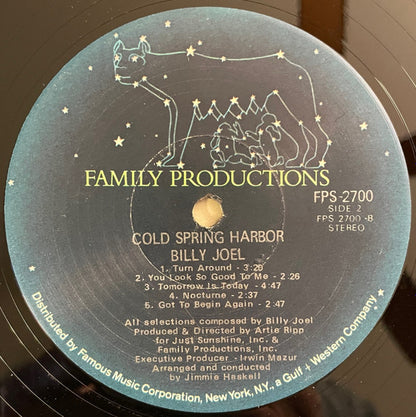 FAMILY PRODUCTIONS
FPS-2700
SIDE 2
FPS 2700-B
STEREO
COLD SPRING HARBOR
BILLY JOEL
1. Turn Around - 3:20
2. You Look So Good To Me - 2:26
3. Tomorrow Is Today - 4:47
4. Nocturne - 2:37
5. Got To Begin Again - 2:47
All selections composed by Billy Joel
Produced & Directed by Artie Ripp
for Just Sunshine, Inc. &
Family Productions, Inc.
Executive Producer - Irwin Mazur
Arranged and conducted
by Jimmie Haskell
Distributed by Famous Music Corporation, New York, N.Y. a Gulf + Western Company